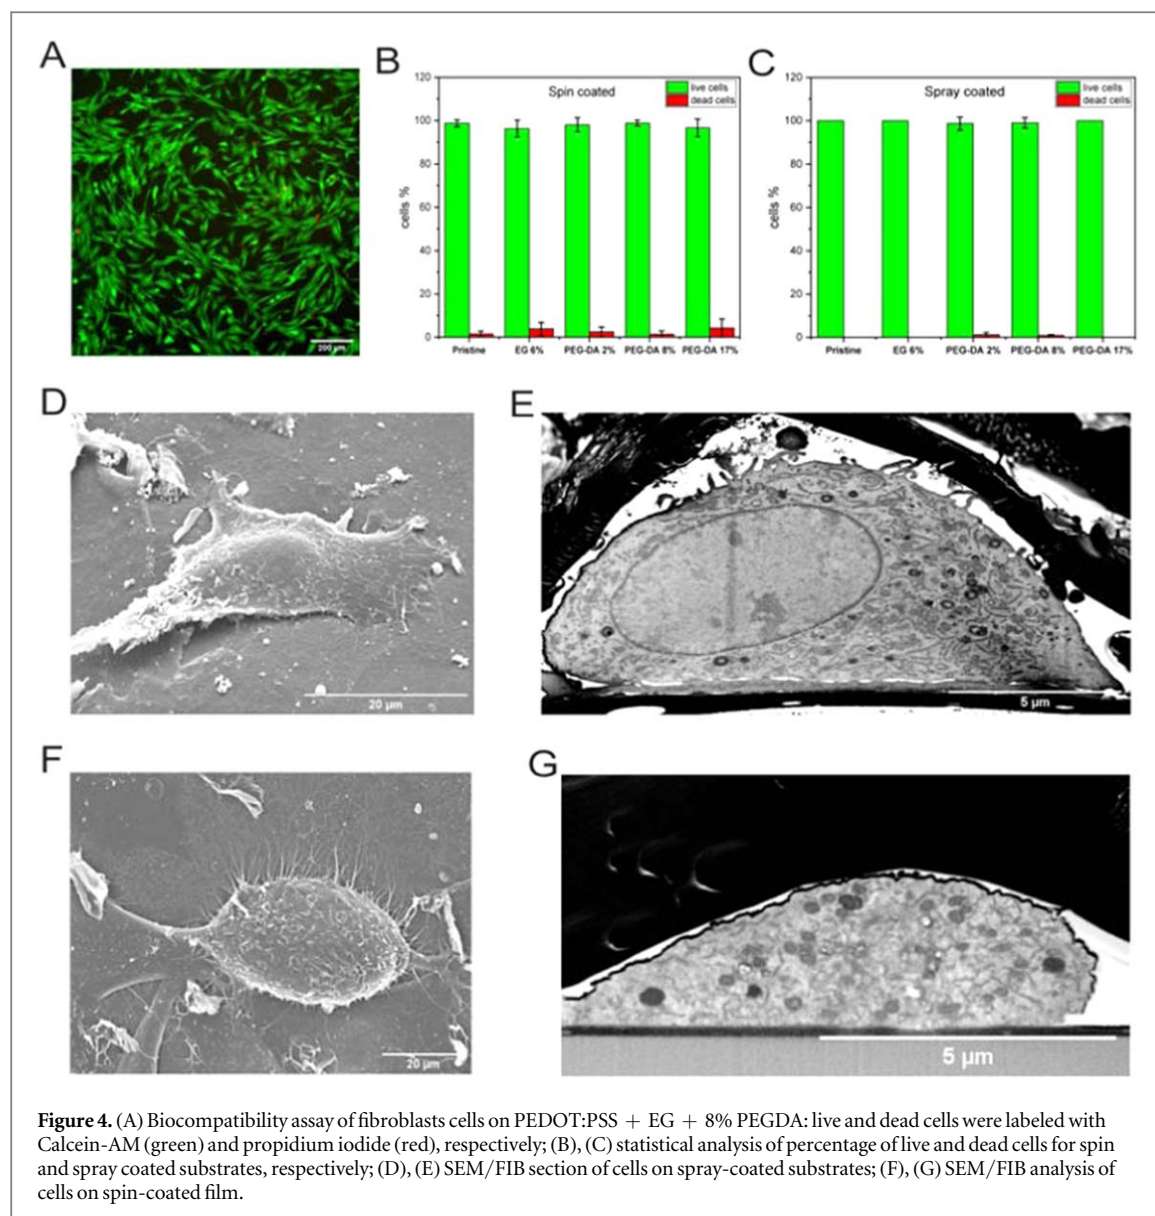 A
200 µm
B
120
100
80
60
40
20
0
cells %
Spin coated
live cells
dead cells
Pristine
EG 6%
PEG-DA 2%
PEG-DA 8%
PEG-DA 17%
C
120
100
80
60
40
20
0
cells %
Spray coated
live cells
dead cells
Pristine
EG 6%
PEG-DA 2%
PEG-DA 8%
PEG-DA 17%
D
20 µm
E
5 µm
F
20 µm
G
5 µm
Figure 4. (A) Biocompatibility assay of fibroblasts cells on PEDOT:PSS + EG + 8% PEGDA: live and dead cells were labeled with
Calcein-AM (green) and propidium iodide (red), respectively; (B), (C) statistical analysis of percentage of live and dead cells for spin
and spray coated substrates, respectively; (D), (E) SEM/FIB section of cells on spray-coated substrates; (F), (G) SEM/FIB analysis of
cells on spin-coated film.